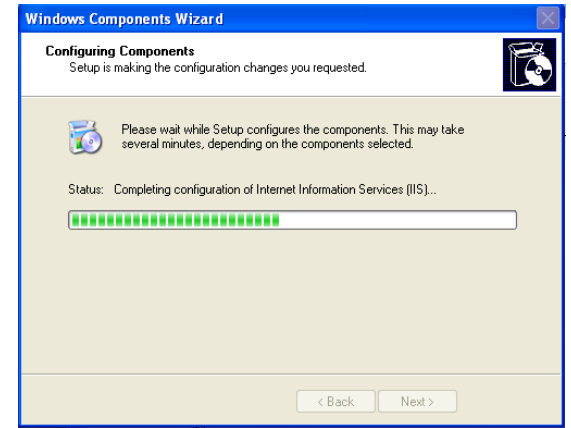 Windows Components Wizard
Configuring Components
Setup is making the configuration changes you requested.
Please wait while Setup configures the components. This may take
several minutes, depending on the components selected.
Status: Completing configuration of Internet Information Services (IIS)...
< Back Next >